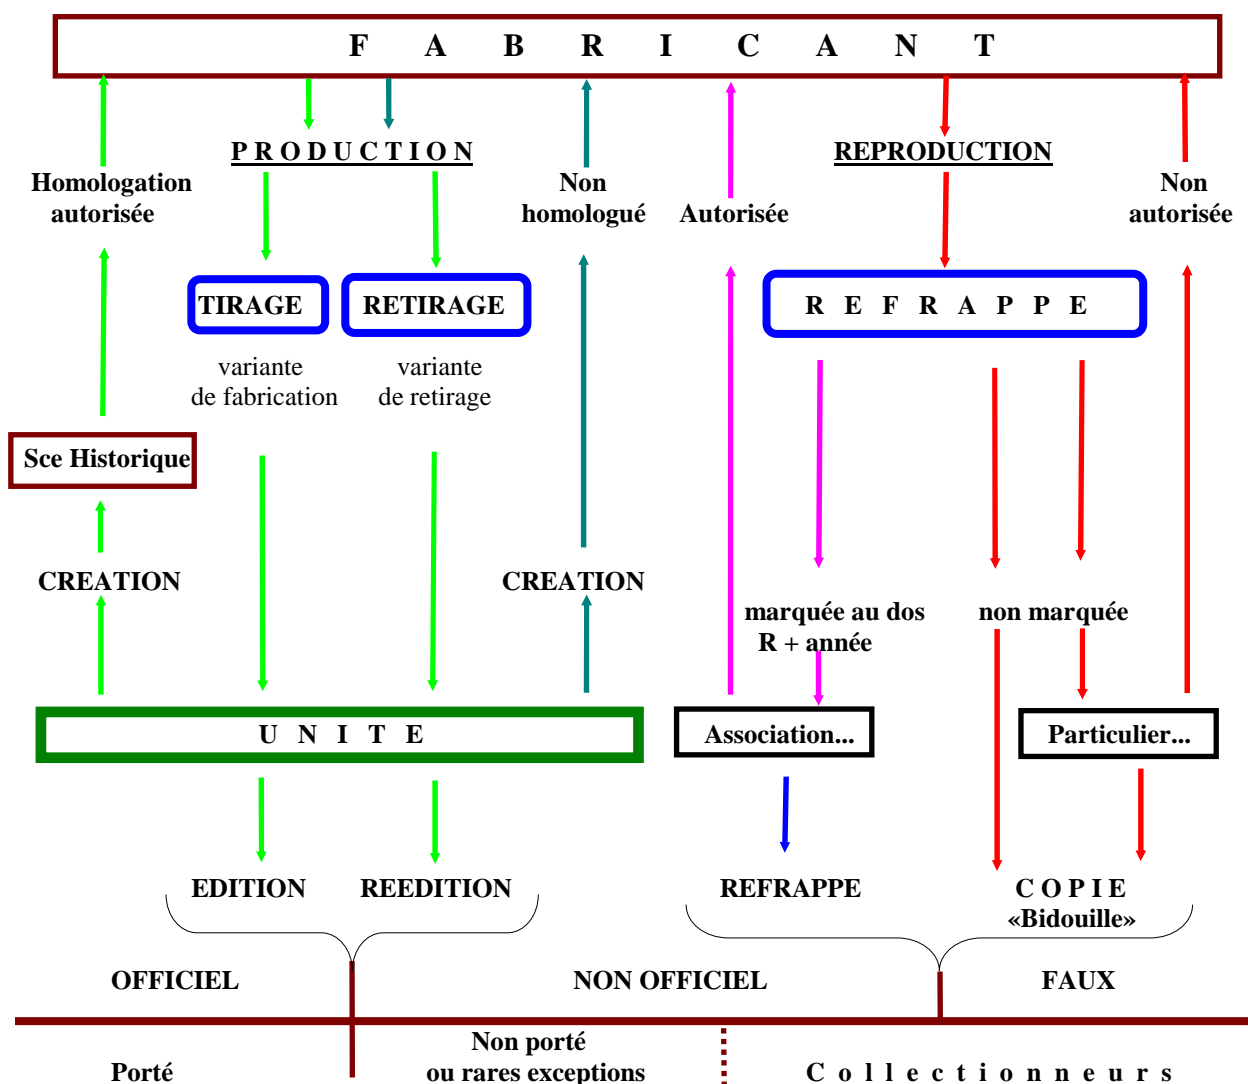 F A B R I C A N T
P R O D U C T I O N
REPRODUCTION
Homologation
autorisée
Non
homologué
Autorisée
Non
autorisée
TIRAGE
RETIRAGE
R E F R A P P E
variante
de fabrication
variante
de retirage
Sce Historique
CREATION
CREATION
marquée au dos
R + année
non marquée
U N I T E
Association...
Particulier...
EDITION
REEDITION
REFRAPPE
C O P I E
«Bidouille»
OFFICIEL
NON OFFICIEL
FAUX
Porté
Non porté
ou rares exceptions
C o l l e c t i o n n e u r s